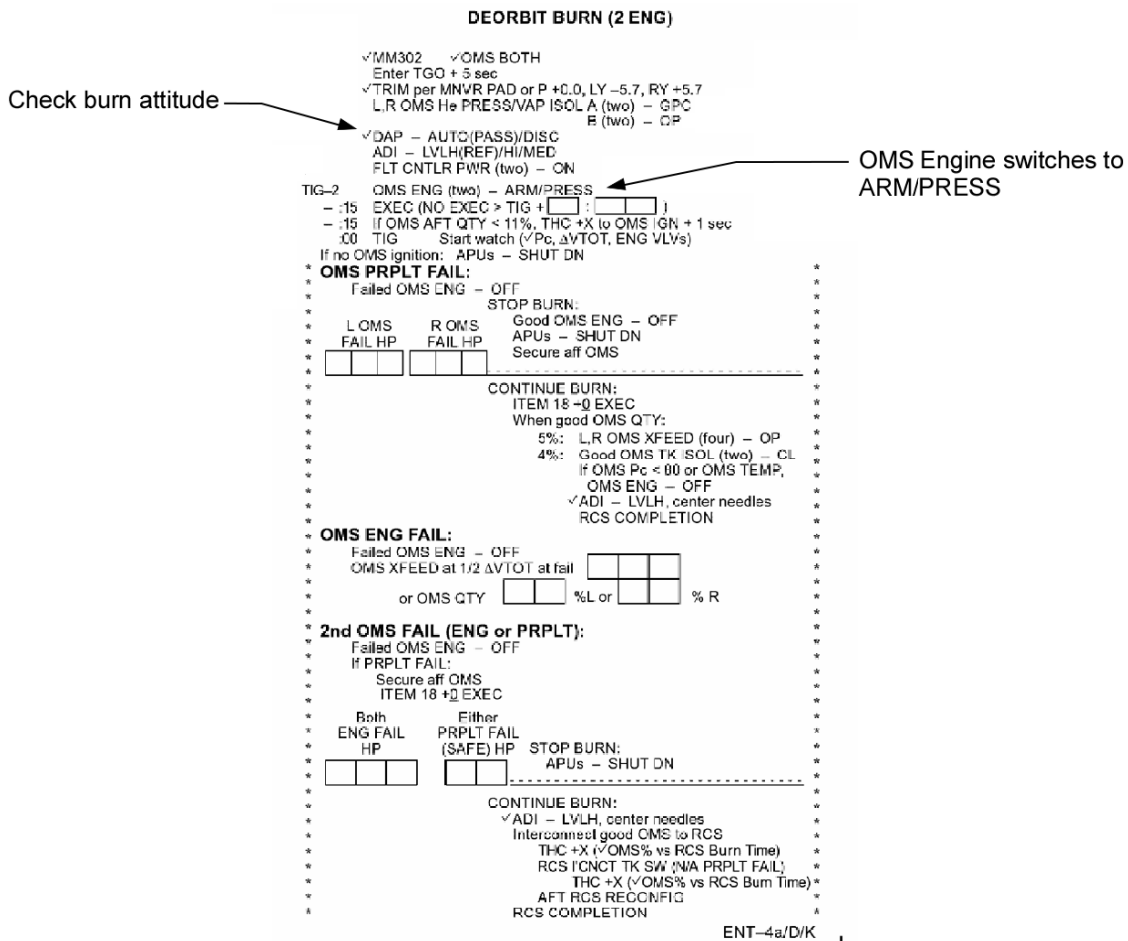 DEORBIT BURN (2 ENG)
✓MM302 ✓OMS BOTH
Enter TGO + 5 sec
✓TRIM per MNVR PAD or P +0.0, LY –5.7, RY +5.7
L,R OMS He PRESS/VAP ISOL A (two) – GPC
B (two) – OP
Check burn attitude
✓DAP – AUTO(PASS)/DISC
ADI – LVLH(REF)/HI/MED
FLT CNTLR PWR (two) – ON
OMS Engine switches to
ARM/PRESS
TIG–2 OMS ENG (two) – ARM/PRESS
– :15 EXEC (NO EXEC > TIG + : )
– :15 If OMS AFT QTY < 11%, THC +X to OMS IGN + 1 sec
:00 TIG Start watch (✓Pc, ΔVTOT, ENG VLVs)
If no OMS ignition: APUs – SHUT DN
OMS PRPLT FAIL:
Failed OMS ENG – OFF
STOP BURN:
Good OMS ENG – OFF
APUs – SHUT DN
Secure aff OMS
L OMS R OMS
FAIL HP FAIL HP
CONTINUE BURN:
ITEM 18 +0 EXEC
When good OMS QTY:
5%: L,R OMS XFEED (four) – OP
4%: Good OMS TK ISOL (two) – CL
If OMS Pc < 80 or OMS TEMP,
OMS ENG – OFF
✓ADI – LVLH, center needles
RCS COMPLETION
OMS ENG FAIL:
Failed OMS ENG – OFF
OMS XFEED at 1/2 ΔVTOT at fail
or OMS QTY %L or % R
2nd OMS FAIL (ENG or PRPLT):
Failed OMS ENG – OFF
If PRPLT FAIL:
Secure aff OMS
ITEM 18 +0 EXEC
Both Either
ENG FAIL PRPLT FAIL
HP (SAFE) HP STOP BURN:
APUs – SHUT DN
CONTINUE BURN:
✓ADI – LVLH, center needles
Interconnect good OMS to RCS
THC +X (✓OMS% vs RCS Burn Time)
RCS I'CNCT TK SW (N/A PRPLT FAIL)
THC +X (✓OMS% vs RCS Burn Time)
AFT RCS RECONFIG
RCS COMPLETION
ENT–4a/D/K